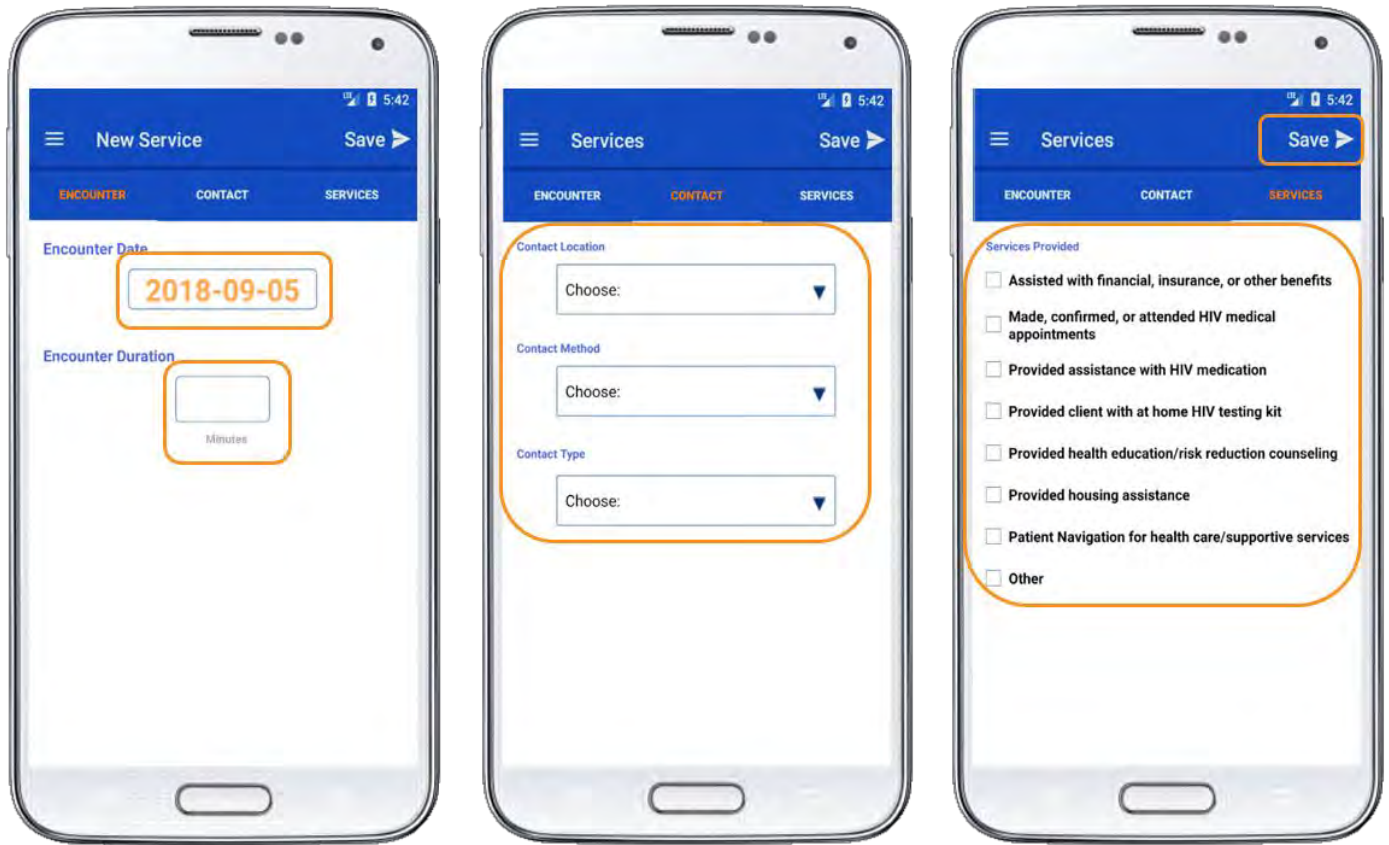 5:42
New Service
Save
ENCOUNTER CONTACT SERVICES
Encounter Date
2018-09-05
Encounter Duration
Minutes
LTE 5:42
Services
Save
ENCOUNTER CONTACT SERVICES
Contact Location
Choose:
Contact Method
Choose:
Contact Type
Choose:
5:42
Services
Save
ENCOUNTER CONTACT SERVICES
Services Provided
Assisted with financial, insurance, or other benefits
Made, confirmed, or attended HIV medical
appointments
Provided assistance with HIV medication
Provided client with at home HIV testing kit
Provided health education/risk reduction counseling
Provided housing assistance
Patient Navigation for health care/supportive services
Other